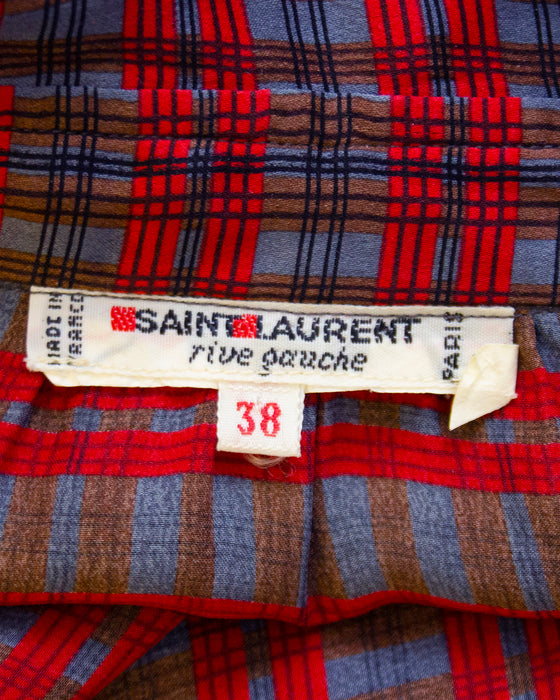 MADE IN
FRANCE
SAINT LAURENT
rive gauche
PARIS
38